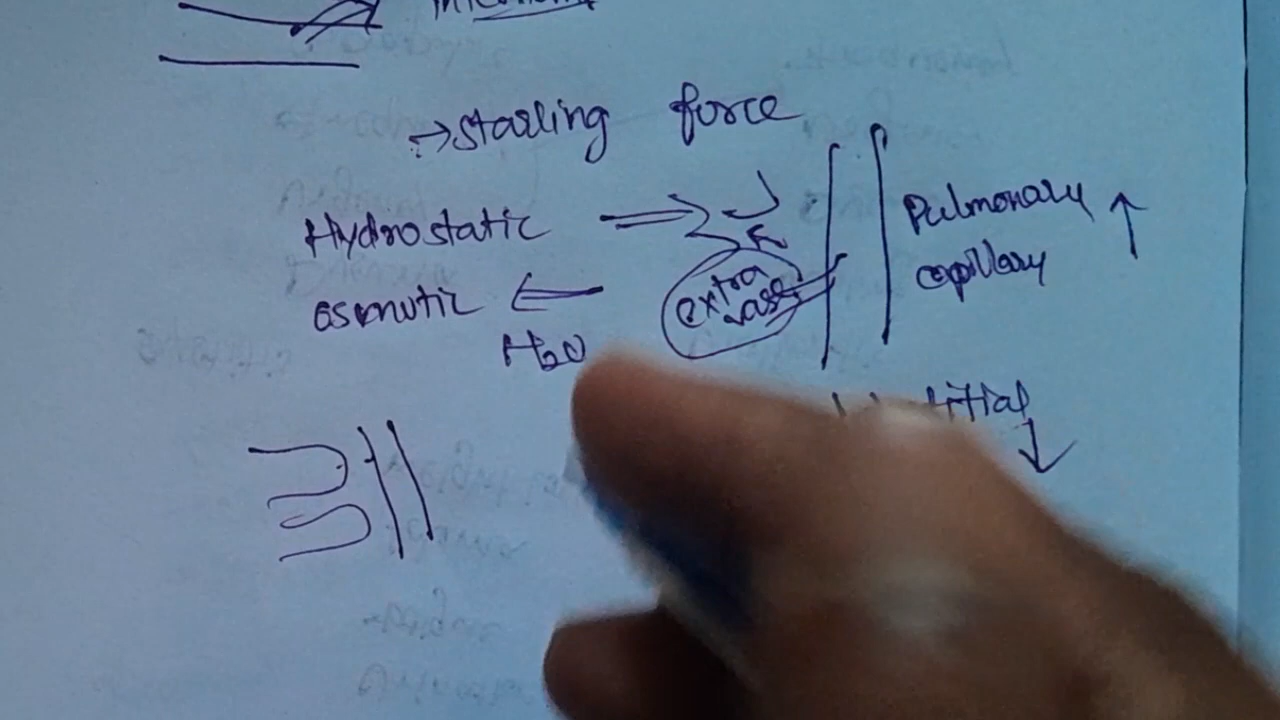 → starling force
Hydrostatic ⇒
osmotic ←
H₂O
extra
vase
Pulmonary ↑
capillary
↓